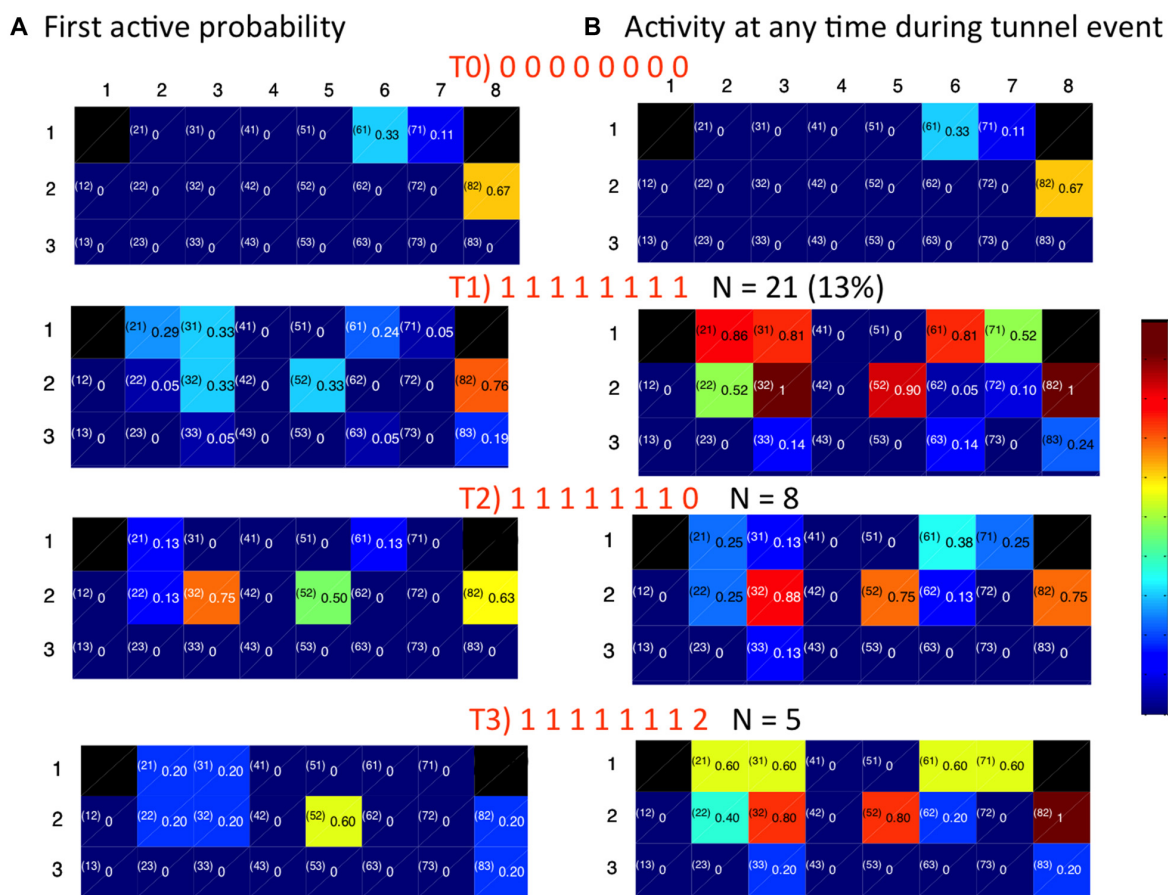 A First active probability B Activity at any time during tunnel event
T0) 0 0 0 0 0 0 0 0
1 2 3 4 5 6 7 8 1 2 3 4 5 6 7 8
1 (21) 0 (31) 0 (41) 0 (51) 0 (61) 0.33 (71) 0.11 1 (21) 0 (31) 0 (41) 0 (51) 0 (61) 0.33 (71) 0.11
2 (12) 0 (22) 0 (32) 0 (42) 0 (52) 0 (62) 0 (72) 0 (82) 0.67 2 (12) 0 (22) 0 (32) 0 (42) 0 (52) 0 (62) 0 (72) 0 (82) 0.67
3 (13) 0 (23) 0 (33) 0 (43) 0 (53) 0 (63) 0 (73) 0 (83) 0 3 (13) 0 (23) 0 (33) 0 (43) 0 (53) 0 (63) 0 (73) 0 (83) 0
T1) 1 1 1 1 1 1 1 1 N = 21 (13%)
1 (21) 0.29 (31) 0.33 (41) 0 (51) 0 (61) 0.24 (71) 0.05 1 (21) 0.86 (31) 0.81 (41) 0 (51) 0 (61) 0.81 (71) 0.52
2 (12) 0 (22) 0.05 (32) 0.33 (42) 0 (52) 0.33 (62) 0 (72) 0 (82) 0.76 2 (12) 0 (22) 0.52 (32) 1 (42) 0 (52) 0.90 (62) 0.05 (72) 0.10 (82) 1
3 (13) 0 (23) 0 (33) 0.05 (43) 0 (53) 0 (63) 0.05 (73) 0 (83) 0.19 3 (13) 0 (23) 0 (33) 0.14 (43) 0 (53) 0 (63) 0.14 (73) 0 (83) 0.24
T2) 1 1 1 1 1 1 1 0 N = 8
1 (21) 0.13 (31) 0 (41) 0 (51) 0 (61) 0.13 (71) 0 1 (21) 0.25 (31) 0.13 (41) 0 (51) 0 (61) 0.38 (71) 0.25
2 (12) 0 (22) 0.13 (32) 0.75 (42) 0 (52) 0.50 (62) 0 (72) 0 (82) 0.63 2 (12) 0 (22) 0.25 (32) 0.88 (42) 0 (52) 0.75 (62) 0.13 (72) 0 (82) 0.75
3 (13) 0 (23) 0 (33) 0 (43) 0 (53) 0 (63) 0 (73) 0 (83) 0 3 (13) 0 (23) 0 (33) 0.13 (43) 0 (53) 0 (63) 0 (73) 0 (83) 0
T3) 1 1 1 1 1 1 1 2 N = 5
1 (21) 0.20 (31) 0.20 (41) 0 (51) 0 (61) 0 (71) 0 1 (21) 0.60 (31) 0.60 (41) 0 (51) 0 (61) 0.60 (71) 0.60
2 (12) 0 (22) 0.20 (32) 0.20 (42) 0 (52) 0.60 (62) 0 (72) 0 (82) 0.20 2 (12) 0 (22) 0.40 (32) 0.80 (42) 0 (52) 0.80 (62) 0.20 (72) 0 (82) 1
3 (13) 0 (23) 0 (33) 0 (43) 0 (53) 0 (63) 0 (73) 0 (83) 0.20 3 (13) 0 (23) 0 (33) 0.20 (43) 0 (53) 0 (63) 0 (73) 0 (83) 0.20